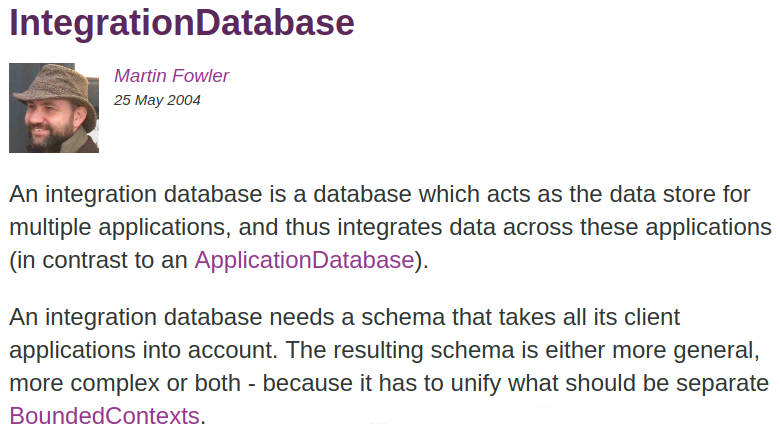 IntegrationDatabase
Martin Fowler
25 May 2004
An integration database is a database which acts as the data store for
multiple applications, and thus integrates data across these applications
(in contrast to an ApplicationDatabase).
An integration database needs a schema that takes all its client
applications into account. The resulting schema is either more general,
more complex or both - because it has to unify what should be separate
BoundedContexts.